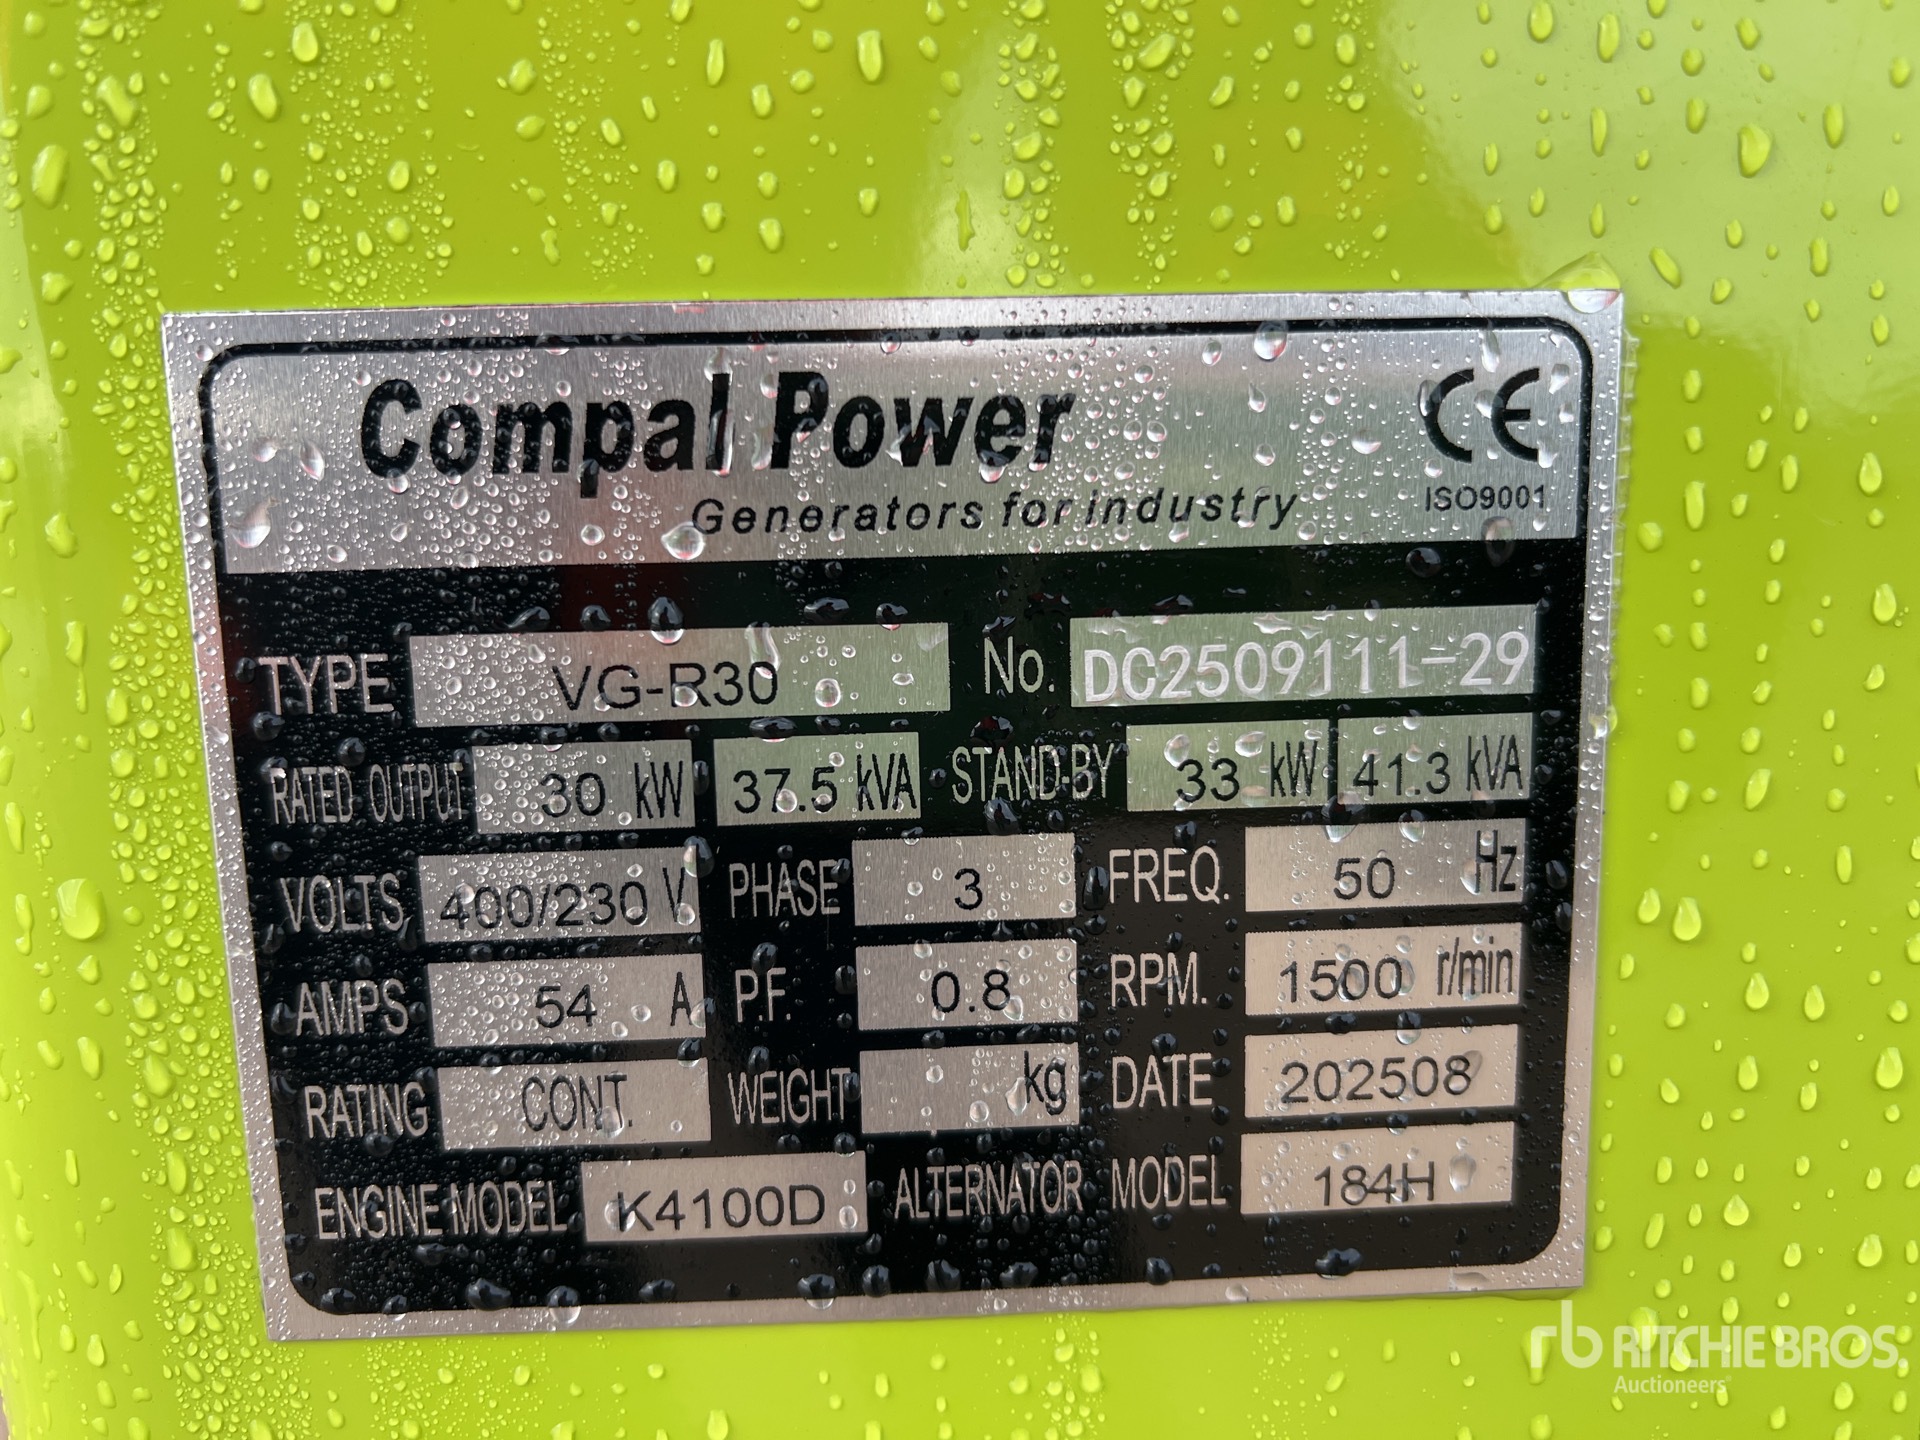 Compal Power
CE
Generators for industry
ISO9001
TYPE VG-R30 No. DC2509111-29
RATED OUTPUT 30 kW 37.5 kVA STAND-BY 33 kW 41.3 kVA
VOLTS 400/230 V PHASE 3 FREQ. 50 Hz
AMPS 54 A P.F. 0.8 RPM. 1500 r/min
RATING CONT. WEIGHT kg DATE 202508
ENGINE MODEL K4100D ALTERNATOR MODEL 184H
rb RITCHIE BROS.
Auctioneers